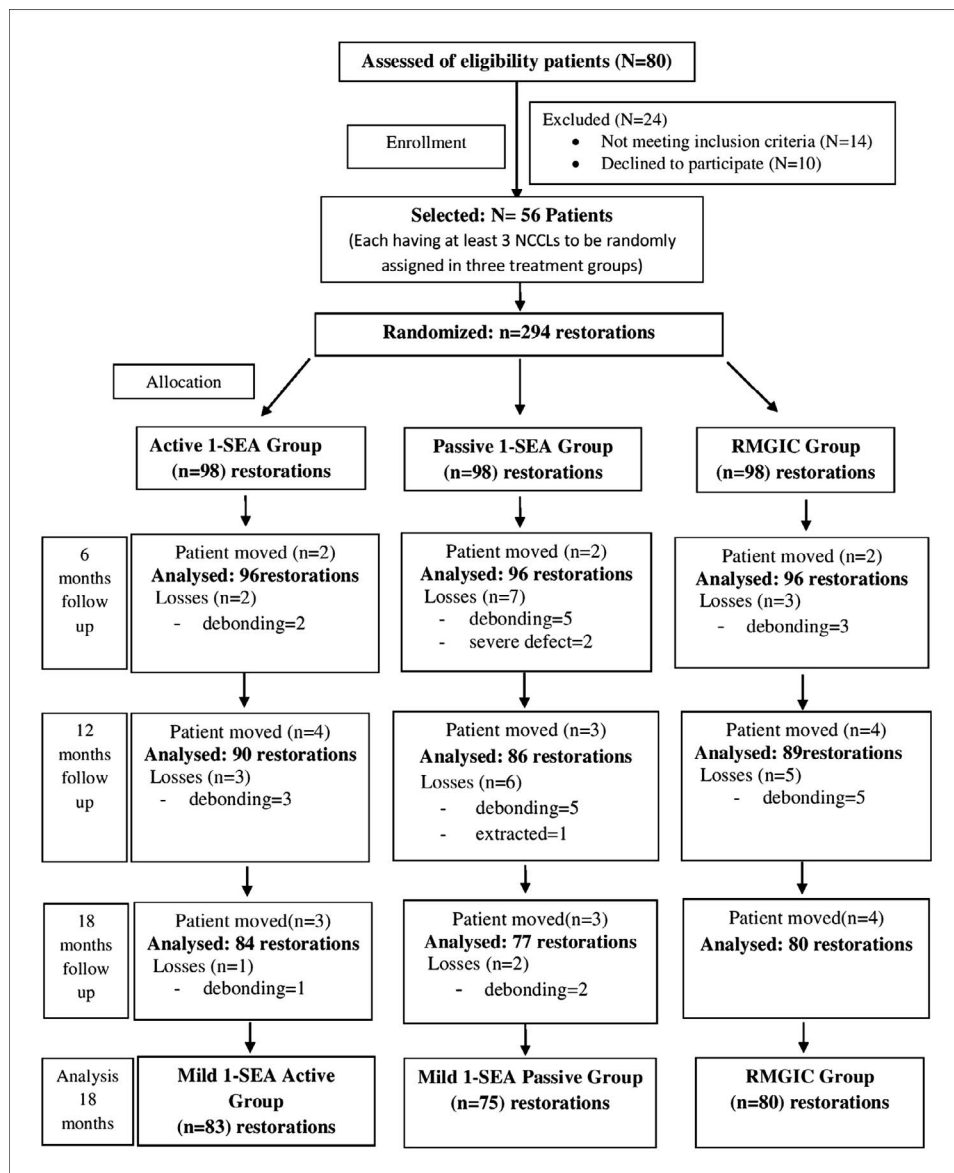 Assessed of eligibility patients (N=80)
Enrollment
Excluded (N=24)
• Not meeting inclusion criteria (N=14)
• Declined to participate (N=10)
Selected: N= 56 Patients
(Each having at least 3 NCCLs to be randomly
assigned in three treatment groups)
Randomized: n=294 restorations
Allocation
Active 1-SEA Group
(n=98) restorations
Passive 1-SEA Group
(n=98) restorations
RMGIC Group
(n=98) restorations
6
months
follow
up
Patient moved (n=2)
Analysed: 96restorations
Losses (n=2)
- debonding=2
Patient moved (n=2)
Analysed: 96 restorations
Losses (n=7)
- debonding=5
- severe defect=2
Patient moved (n=2)
Analysed: 96 restorations
Losses (n=3)
- debonding=3
12
months
follow
up
Patient moved (n=4)
Analysed: 90 restorations
Losses (n=3)
- debonding=3
Patient moved (n=3)
Analysed: 86 restorations
Losses (n=6)
- debonding=5
- extracted=1
Patient moved (n=4)
Analysed: 89restorations
Losses (n=5)
- debonding=5
18
months
follow
up
Patient moved(n=3)
Analysed: 84 restorations
Losses (n=1)
- debonding=1
Patient moved(n=3)
Analysed: 77 restorations
Losses (n=2)
- debonding=2
Patient moved(n=4)
Analysed: 80 restorations
Analysis
18
months
Mild 1-SEA Active
Group
(n=83) restorations
Mild 1-SEA Passive Group
(n=75) restorations
RMGIC Group
(n=80) restorations